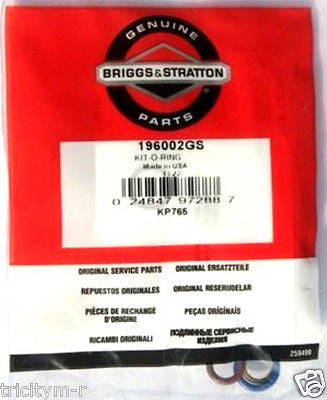 GENUINE
BRIGGS&STRATTON
PARTS
196002GS
KIT-O-RING
Made in USA
0 24847 97288 7
KP765
ORIGINAL SERVICE PARTS
ORIGINAL ERSATZTEILE
REPUESTOS ORIGINALES
ORIGINAL RESERUDELAR
PIÈCES DE RECHANGE
D'ORIGINE
PEÇAS ORIGINAIS
RICAMBI ORIGINALI
ПОДЛИННЫЕ СЕРВИСНЫЕ
ИЗДЕЛИЯ
259499
tricitym-r